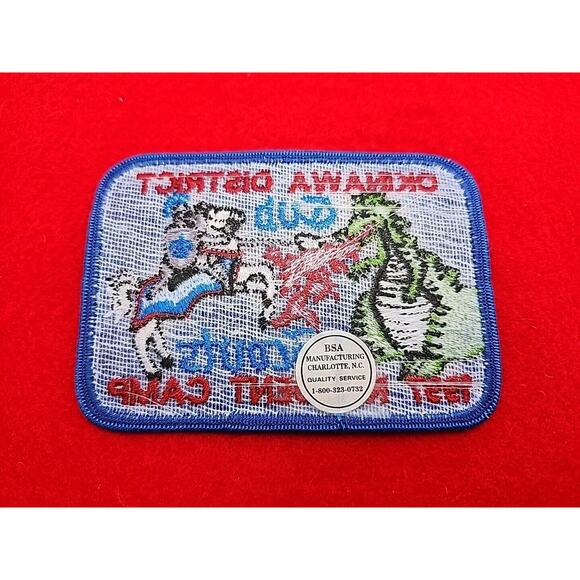 OKINAWA DISTRICT
Cub
Scouts
CAMP
BSA
MANUFACTURING
CHARLOTTE, N.C.
QUALITY SERVICE
1-800-323-0732